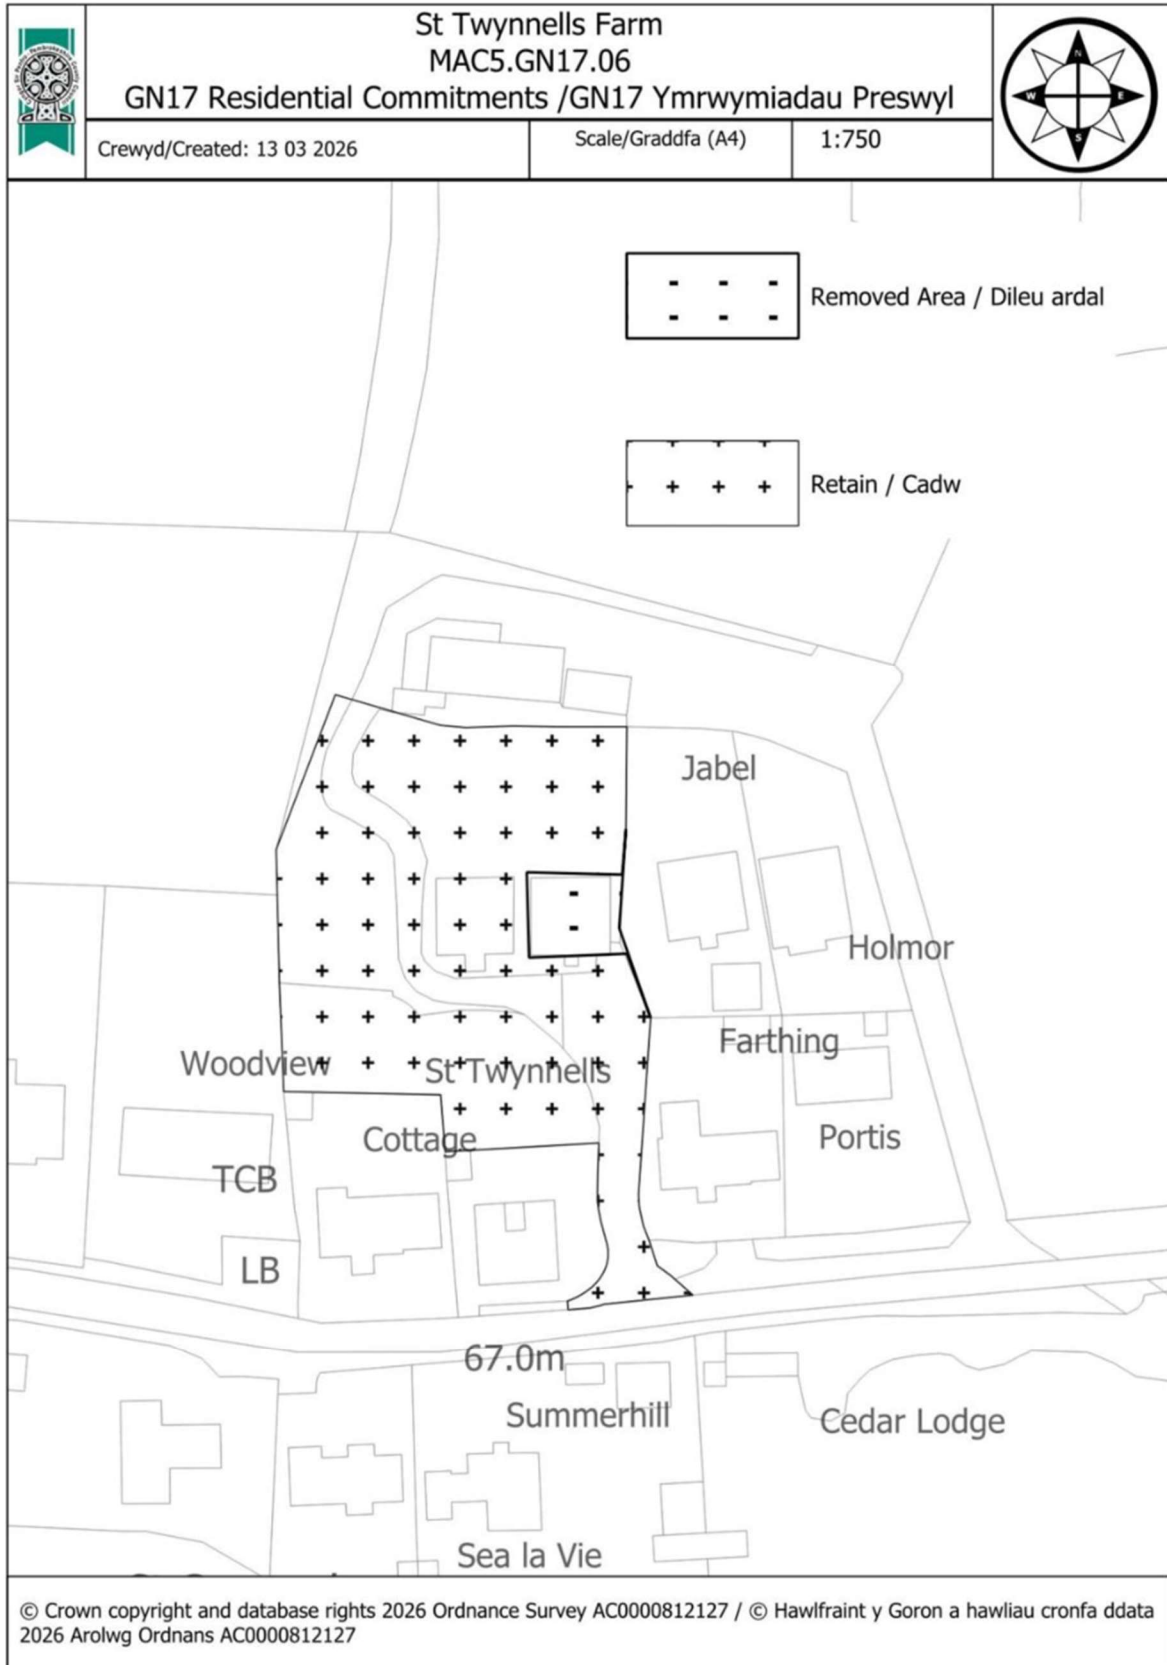 St Twynnells Farm
MAC5.GN17.06
GN17 Residential Commitments /GN17 Ymrwymiadau Preswyl
Crewyd/Created: 13 03 2026
Scale/Graddfa (A4)
1:750
N
W
E
S
Removed Area / Dileu ardal
Retain / Cadw
Jabel
Holmor
Farthing
Woodview
St Twynnells
Portis
Cottage
TCB
LB
67.0m
Summerhill
Cedar Lodge
Sea la Vie
© Crown copyright and database rights 2026 Ordnance Survey AC0000812127 / © Hawlfraint y Goron a hawliau cronfa ddata
2026 Arolwg Ordnans AC0000812127